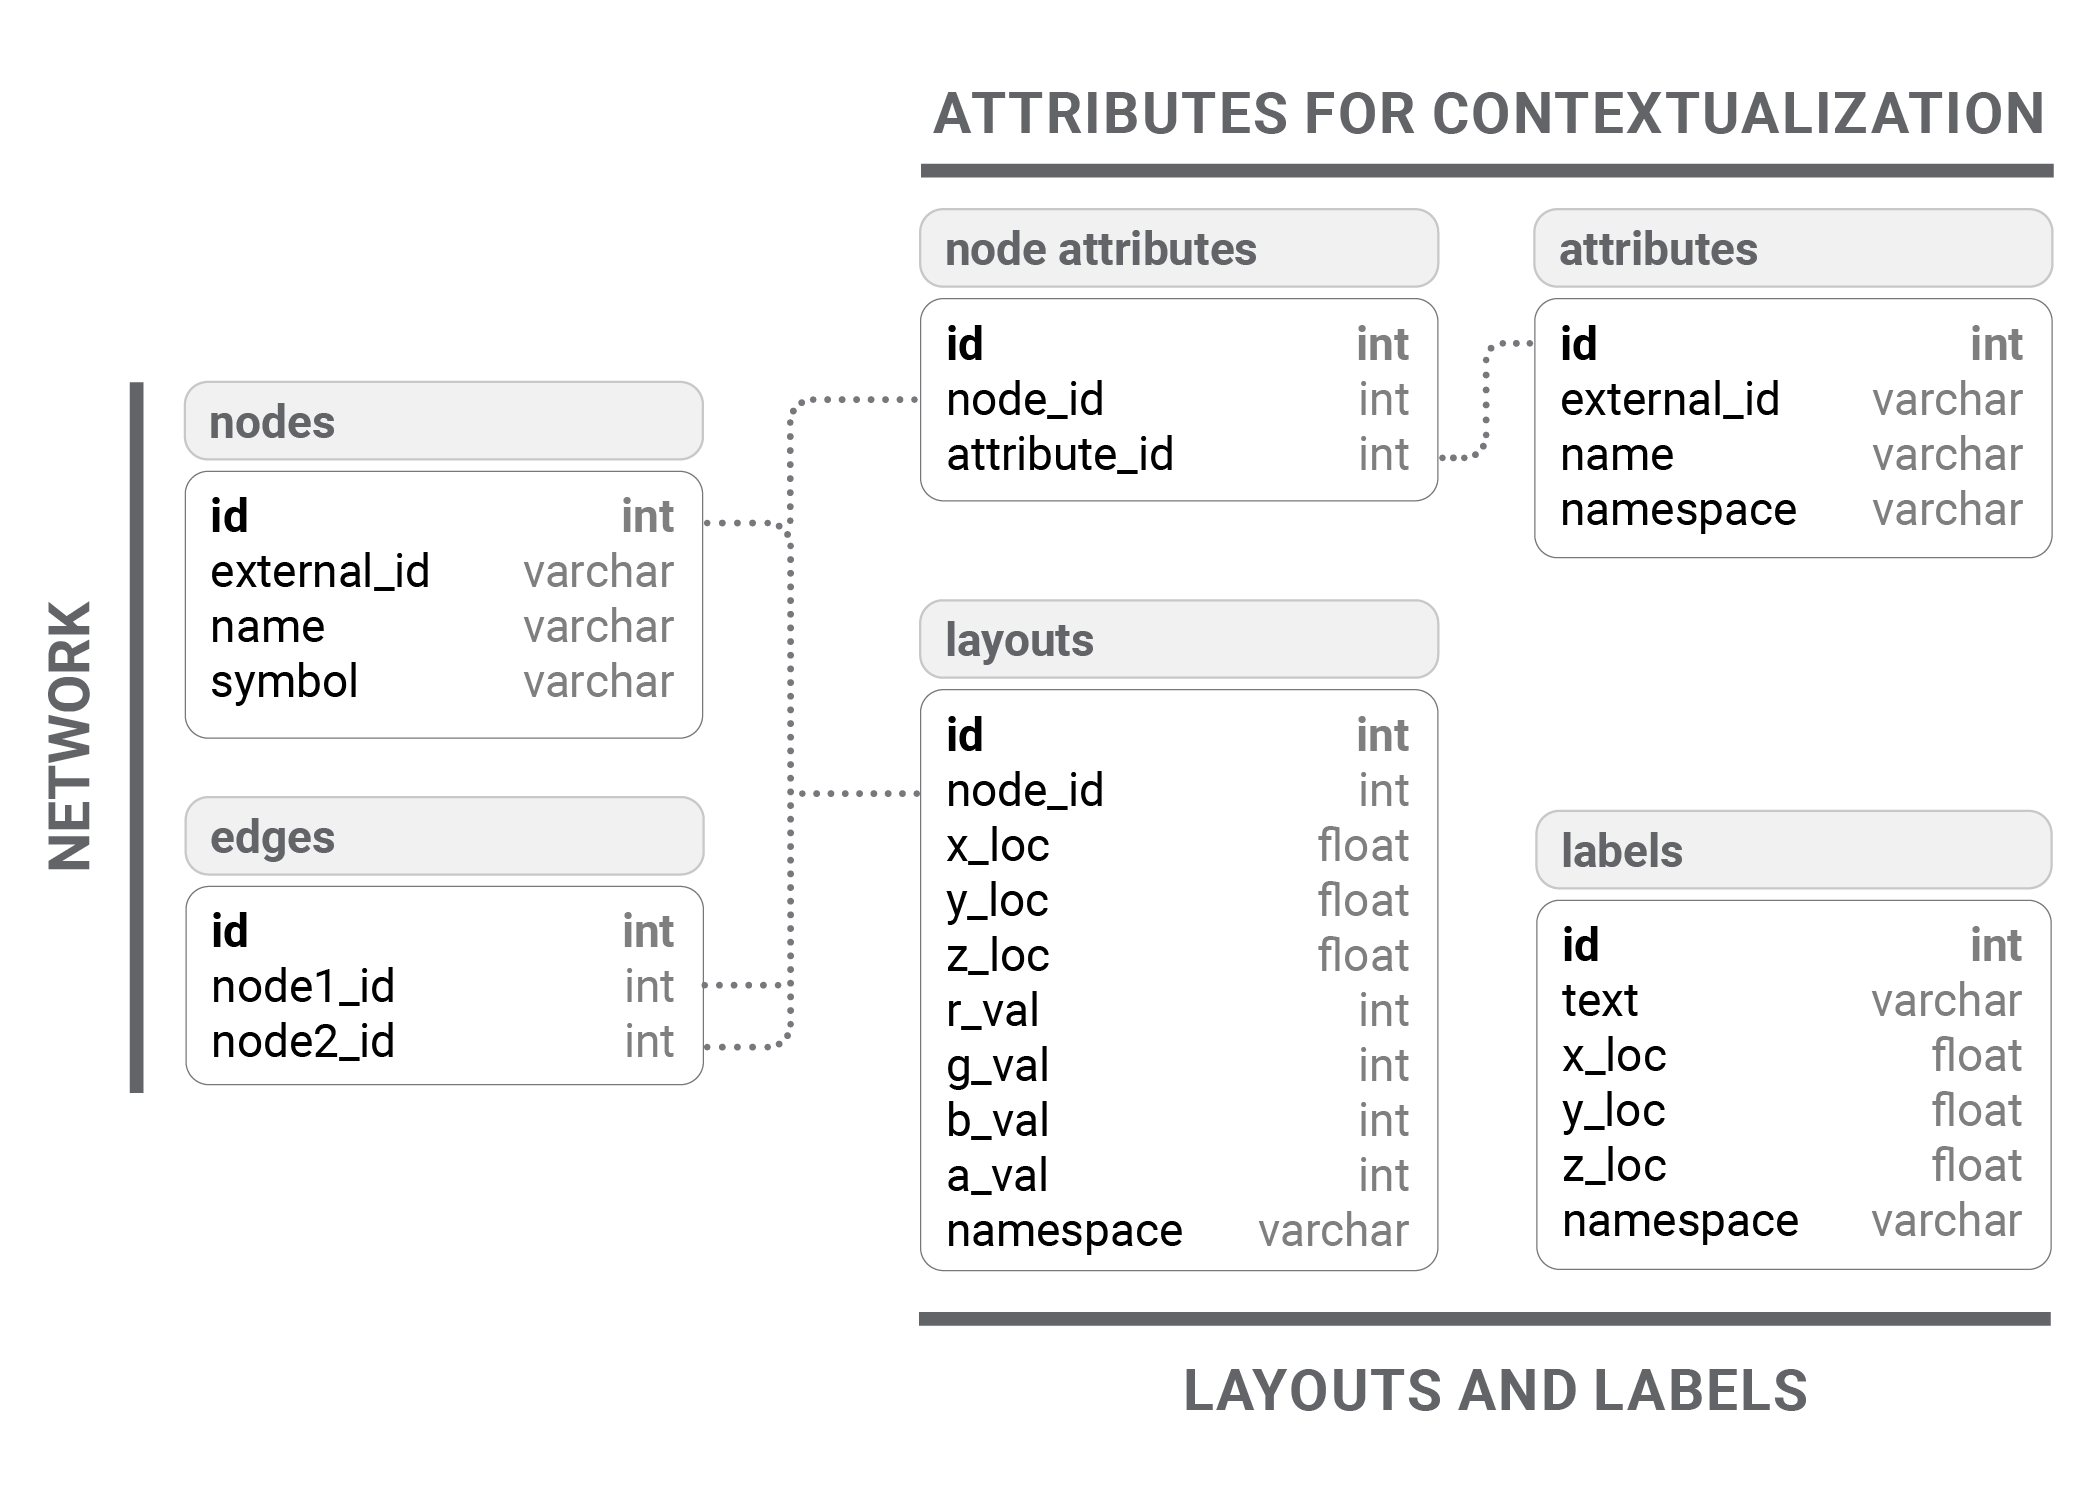 ATTRIBUTES FOR CONTEXTUALIZATION
NETWORK
nodes
id int
external_id varchar
name varchar
symbol varchar
edges
id int
node1_id int
node2_id int
node attributes
id int
node_id int
attribute_id int
attributes
id int
external_id varchar
name varchar
namespace varchar
layouts
id int
node_id int
x_loc float
y_loc float
z_loc float
r_val int
g_val int
b_val int
a_val int
namespace varchar
labels
id int
text varchar
x_loc float
y_loc float
z_loc float
namespace varchar
LAYOUTS AND LABELS